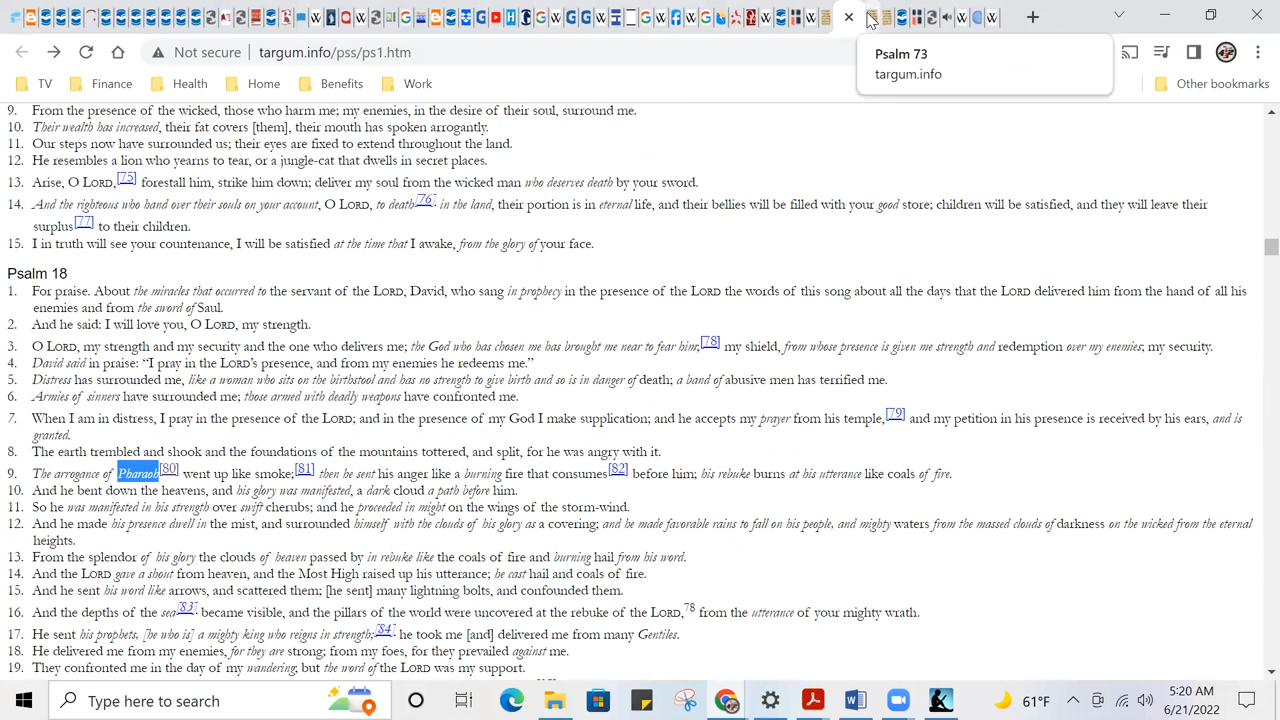 Not secure
targum.info/pss/ps1.htm
Psalm 73
targum.info
TV
Finance
Health
Home
Benefits
Work
Other bookmarks
9. From the presence of the wicked, those who harm me; my enemies, in the desire of their soul, surround me.
10. Their wealth has increased, their fat covers [them], their mouth has spoken arrogantly.
11. Our steps now have surrounded us; their eyes are fixed to extend throughout the land.
12. He resembles a lion who yearns to tear, or a jungle-cat that dwells in secret places.
13. Arise, O LORD,[75] forestall him, strike him down; deliver my soul from the wicked man who deserves death by your sword.
14. And the righteous who hand over their souls on your account, O LORD, to death[76] in the land, their portion is in eternal life, and their bellies will be filled with your good store; children will be satisfied, and they will leave their
surplus[77] to their children.
15. I in truth will see your countenance, I will be satisfied at the time that I awake, from the glory of your face.
Psalm 18
1. For praise. About the miracles that occurred to the servant of the LORD, David, who sang in prophecy in the presence of the LORD the words of this song about all the days that the LORD delivered him from the hand of all his
enemies and from the sword of Saul.
2. And he said: I will love you, O LORD, my strength.
3. O LORD, my strength and my security and the one who delivers me; the God who has chosen me has brought me near to fear him;[78] my shield, from whose presence is given me strength and redemption over my enemies; my security.
4. David said in praise: “I pray in the LORD’s presence, and from my enemies he redeems me.”
5. Distress has surrounded me, like a woman who sits on the birthstool and has no strength to give birth and so is in danger of death; a band of abusive men has terrified me.
6. Armies of sinners have surrounded me; those armed with deadly weapons have confronted me.
7. When I am in distress, I pray in the presence of the LORD; and in the presence of my God I make supplication; and he accepts my prayer from his temple,[79] and my petition in his presence is received by his ears, and is
granted.
8. The earth trembled and shook and the foundations of the mountains tottered, and split, for he was angry with it.
9. The arrogance of Pharaoh[80] went up like smoke;[81] then he sent his anger like a burning fire that consumes[82] before him; his rebuke burns at his utterance like coals of fire.
10. And he bent down the heavens, and his glory was manifested, a dark cloud a path before him.
11. So he was manifested in his strength over swift cherubs; and he proceeded in might on the wings of the storm-wind.
12. And he made his presence dwell in the mist, and surrounded himself with the clouds of his glory as a covering; and he made favorable rains to fall on his people, and mighty waters from the massed clouds of darkness on the wicked from the eternal
heights.
13. From the splendor of his glory the clouds of heaven passed by in rebuke like the coals of fire and burning hail from his word.
14. And the LORD gave a shout from heaven, and the Most High raised up his utterance; he cast hail and coals of fire.
15. And he sent his word like arrows, and scattered them; [he sent] many lightning bolts, and confounded them.
16. And the depths of the sea[83] became visible, and the pillars of the world were uncovered at the rebuke of the LORD,78 from the utterance of your mighty wrath.
17. He sent his prophets, [he who is] a mighty king who reigns in strength;[84] he took me [and] delivered me from many Gentiles.
18. He delivered me from my enemies, for they are strong; from my foes, for they prevailed against me.
19. They confronted me in the day of my wandering; but the word of the LORD was my support.
Type here to search
61°F
5:20 AM
6/21/2022